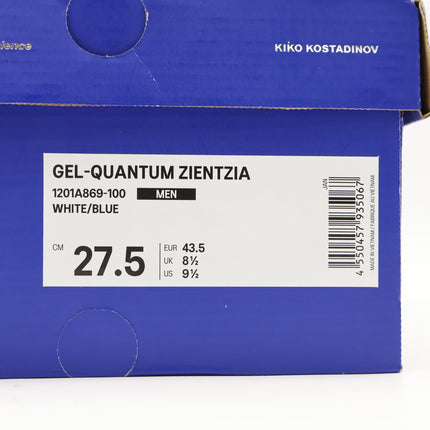 ience
KIKO KOSTADINOV
GEL-QUANTUM ZIENTZIA
1201A869-100 MEN
WHITE/BLUE
CM 27.5
EUR 43.5
UK 8½
US 9½
JAN
4 550457 935067
MADE IN VIETNAM / FABRIQUÉ AU VIETNAM